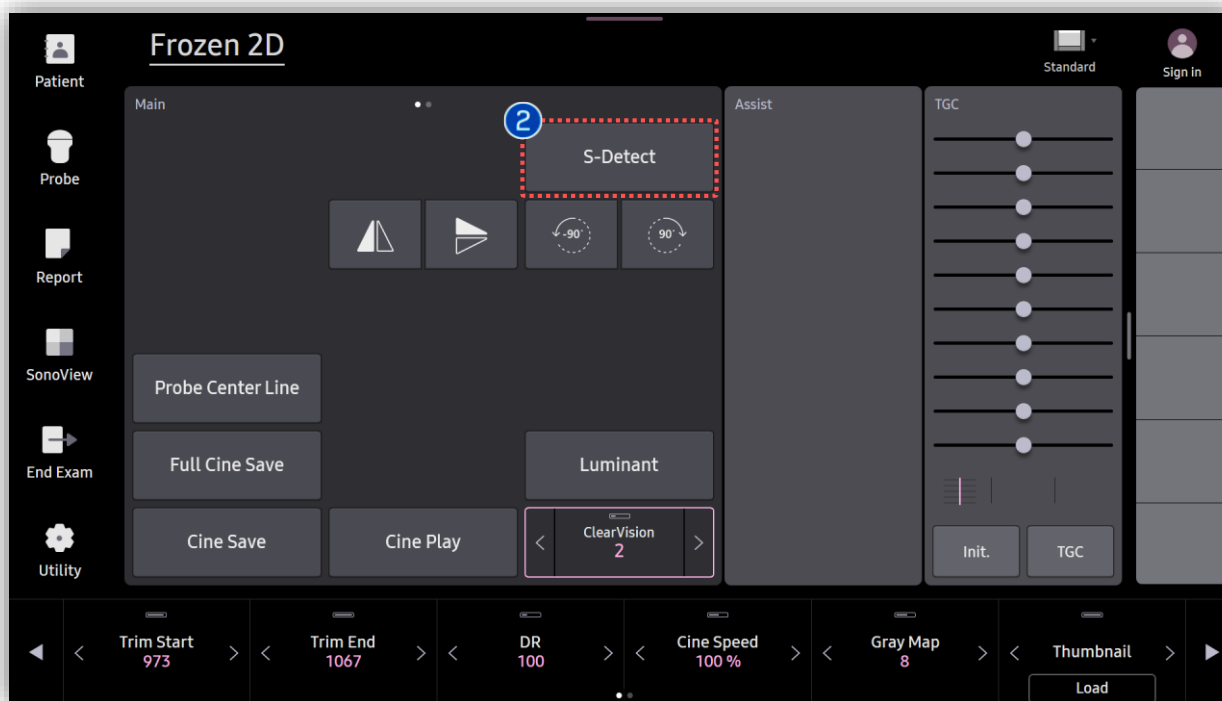 Frozen 2D
Standard
Sign in
Patient
Probe
Report
SonoView
End Exam
Utility
Main
2
S-Detect
-90°
90°
Probe Center Line
Full Cine Save
Luminant
Cine Save
Cine Play
ClearVision
2
Assist
TGC
Init.
TGC
Trim Start
973
Trim End
1067
DR
100
Cine Speed
100 %
Gray Map
8
Thumbnail
Load